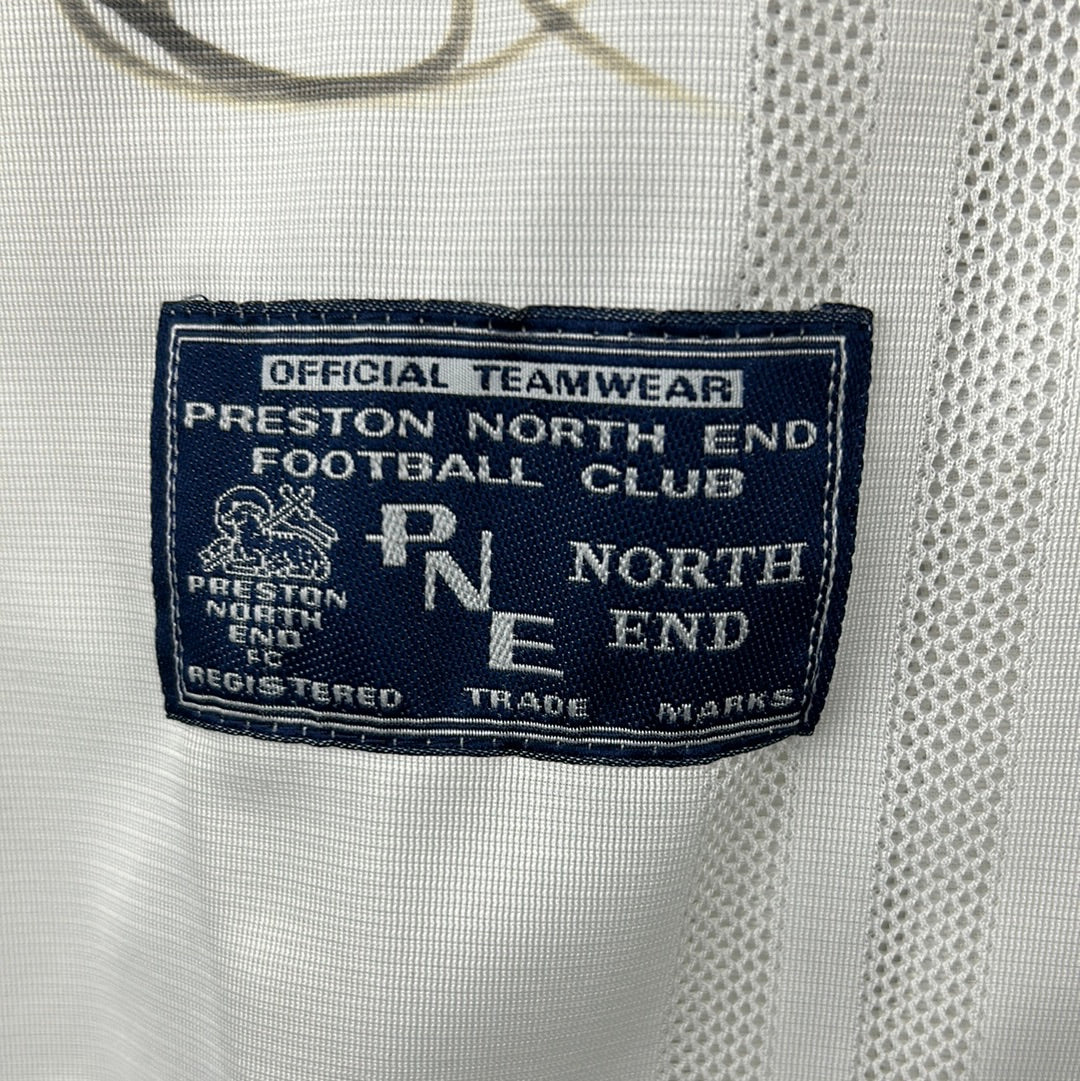 OFFICIAL TEAMWEAR
PRESTON NORTH END
FOOTBALL CLUB
PRESTON
NORTH
END
FC
PNE
NORTH
END
REGISTERED TRADE MARKS